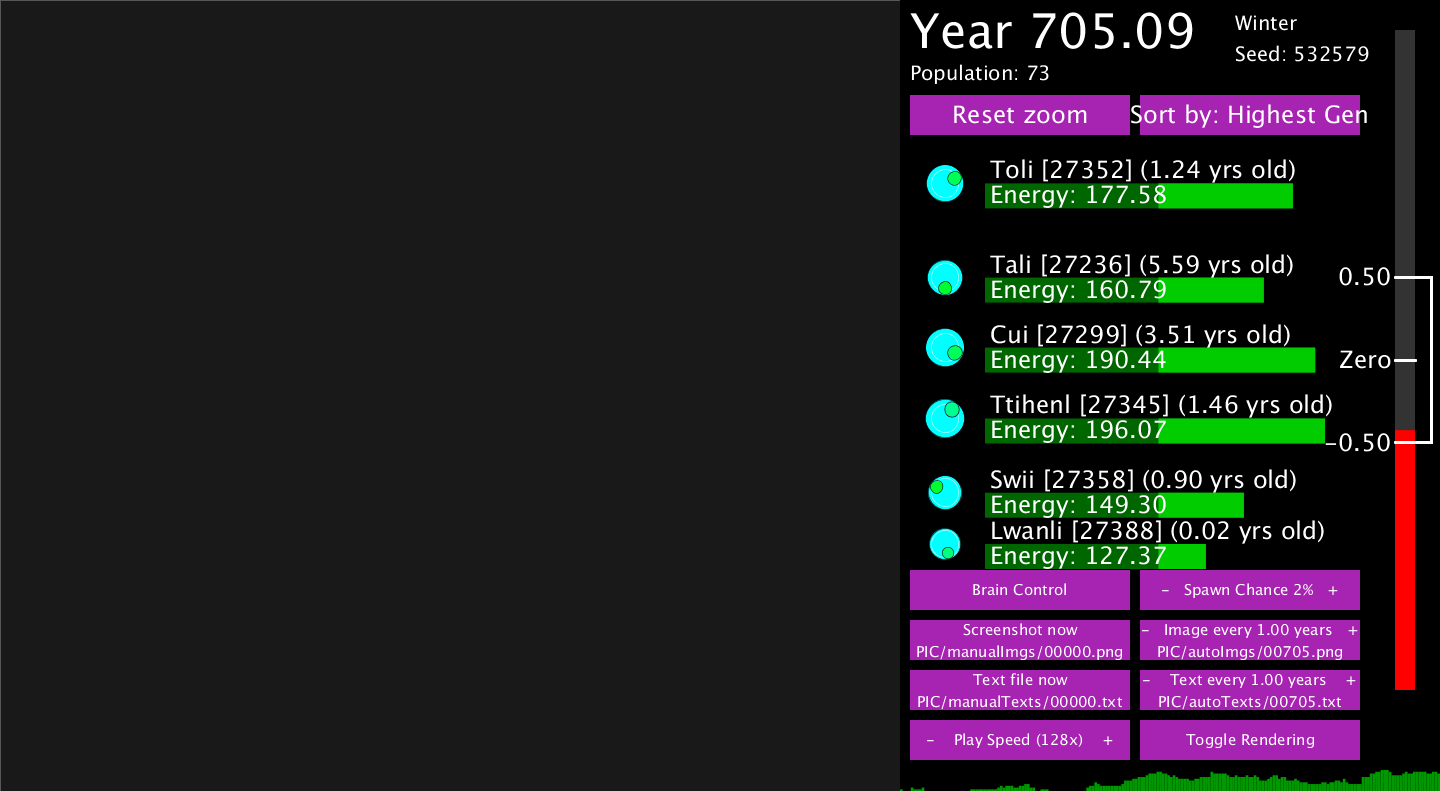 Year 705.09
Winter
Seed: 532579
Population: 73
Reset zoom
Sort by: Highest Gen
Toli [27352] (1.24 yrs old)
Energy: 177.58
Tali [27236] (5.59 yrs old)
Energy: 160.79
Cui [27299] (3.51 yrs old)
Energy: 190.44
Ttihenl [27345] (1.46 yrs old)
Energy: 196.07
Swii [27358] (0.90 yrs old)
Energy: 149.30
Lwanli [27388] (0.02 yrs old)
Energy: 127.37
0.50
Zero
-0.50
Brain Control
- Spawn Chance 2% +
Screenshot now
PIC/manualImgs/00000.png
- Image every 1.00 years +
PIC/autoImgs/00705.png
Text file now
PIC/manualTexts/00000.txt
- Text every 1.00 years +
PIC/autoTexts/00705.txt
- Play Speed (128x) +
Toggle Rendering